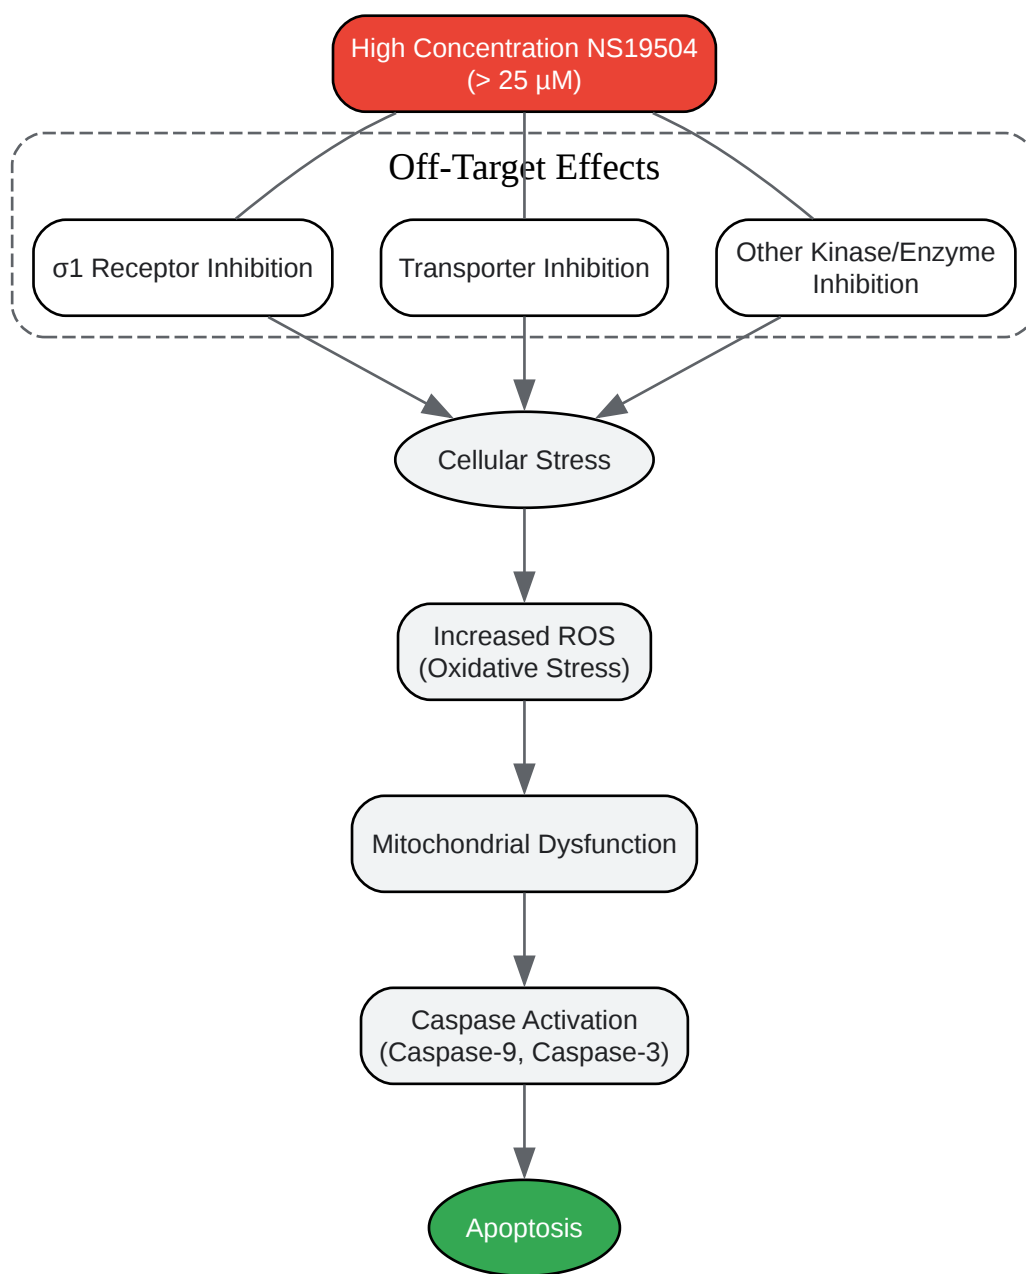 High Concentration NS19504
(> 25 µM)
Off-Target Effects
σ1 Receptor Inhibition
Transporter Inhibition
Other Kinase/Enzyme
Inhibition
Cellular Stress
Increased ROS
(Oxidative Stress)
Mitochondrial Dysfunction
Caspase Activation
(Caspase-9, Caspase-3)
Apoptosis